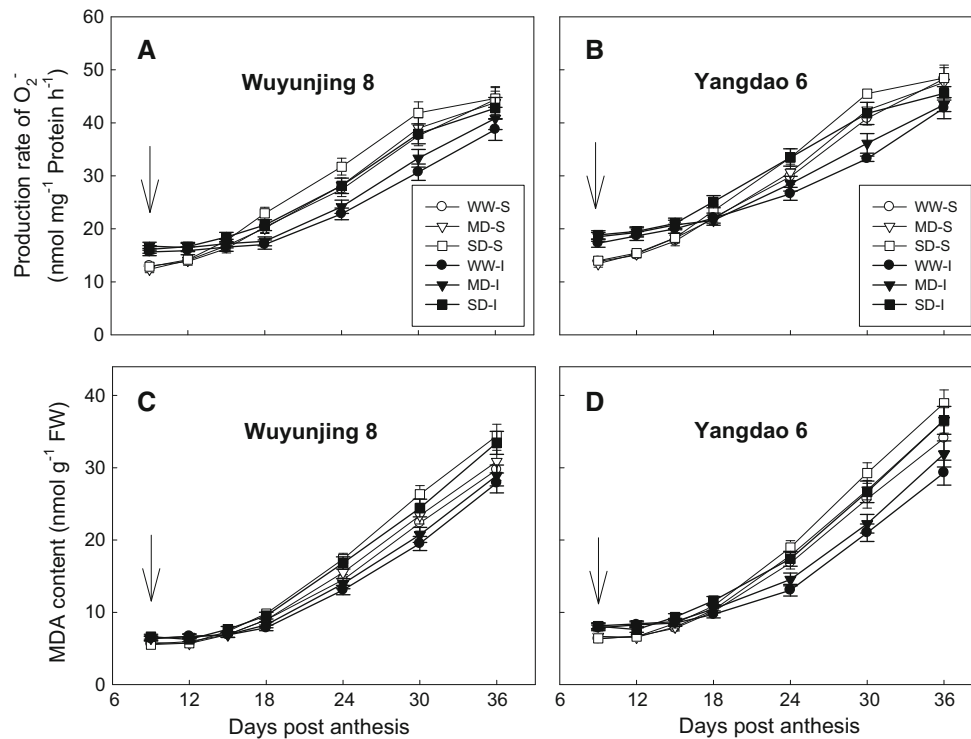 A
Wuyunjing 8
Production rate of O₂⁻
(nmol mg⁻¹ Protein h⁻¹)
60
50
40
30
20
10
0
WW-S
MD-S
SD-S
WW-I
MD-I
SD-I
B
Yangdao 6
WW-S
MD-S
SD-S
WW-I
MD-I
SD-I
C
Wuyunjing 8
MDA content (nmol g⁻¹ FW)
40
30
20
10
0
6 12 18 24 30 36
Days post anthesis
D
Yangdao 6
6 12 18 24 30 36
Days post anthesis